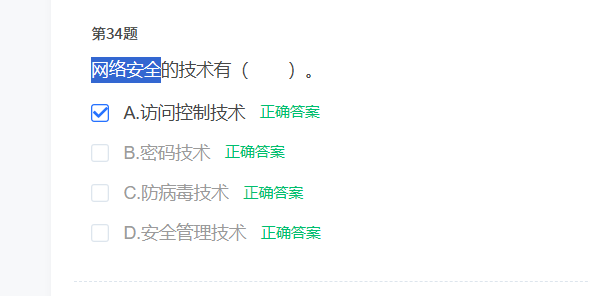 第34题
网络安全的技术有（　　）。
A.访问控制技术 正确答案
B.密码技术 正确答案
C.防病毒技术 正确答案
D.安全管理技术 正确答案